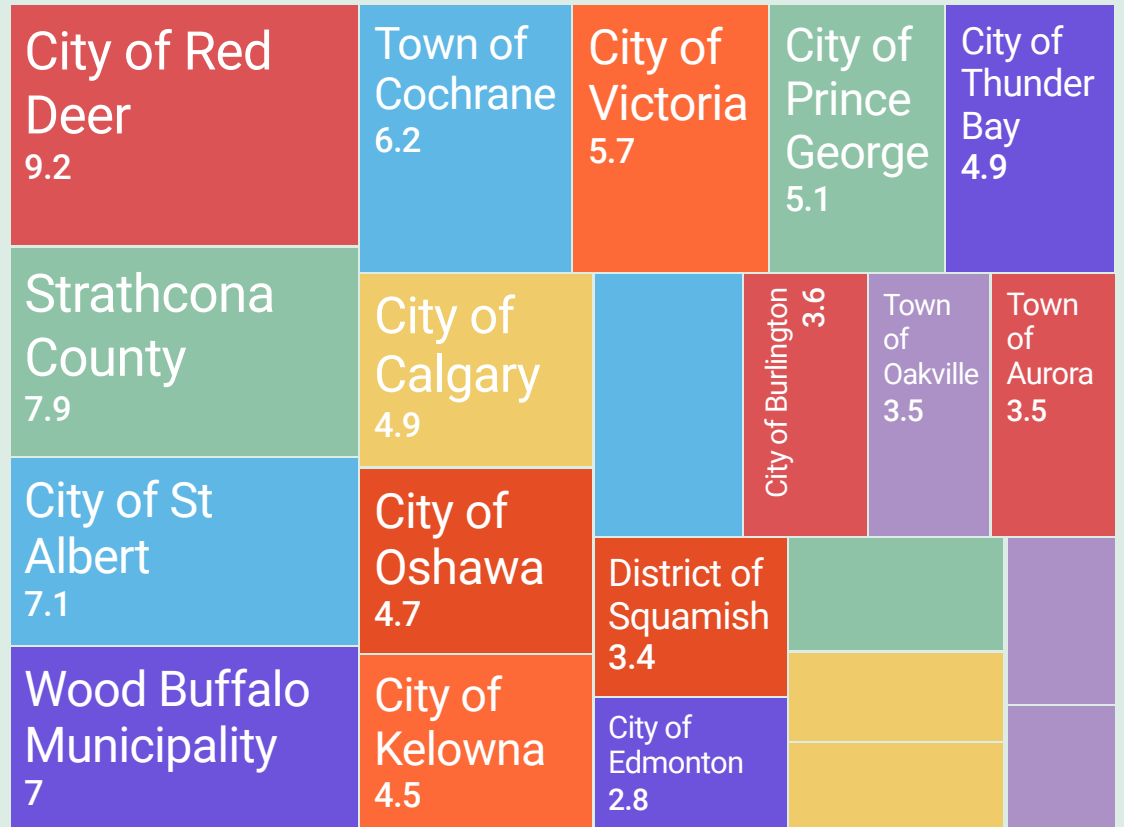 City of Red
Deer
9.2
Strathcona
County
7.9
City of St
Albert
7.1
Wood Buffalo
Municipality
7
Town of
Cochrane
6.2
City of
Victoria
5.7
City of
Prince
George
5.1
City of
Thunder
Bay
4.9
City of
Calgary
4.9
City of
Oshawa
4.7
City of
Kelowna
4.5
City of Burlington
3.6
Town
of
Oakville
3.5
Town
of
Aurora
3.5
District of
Squamish
3.4
City of
Edmonton
2.8